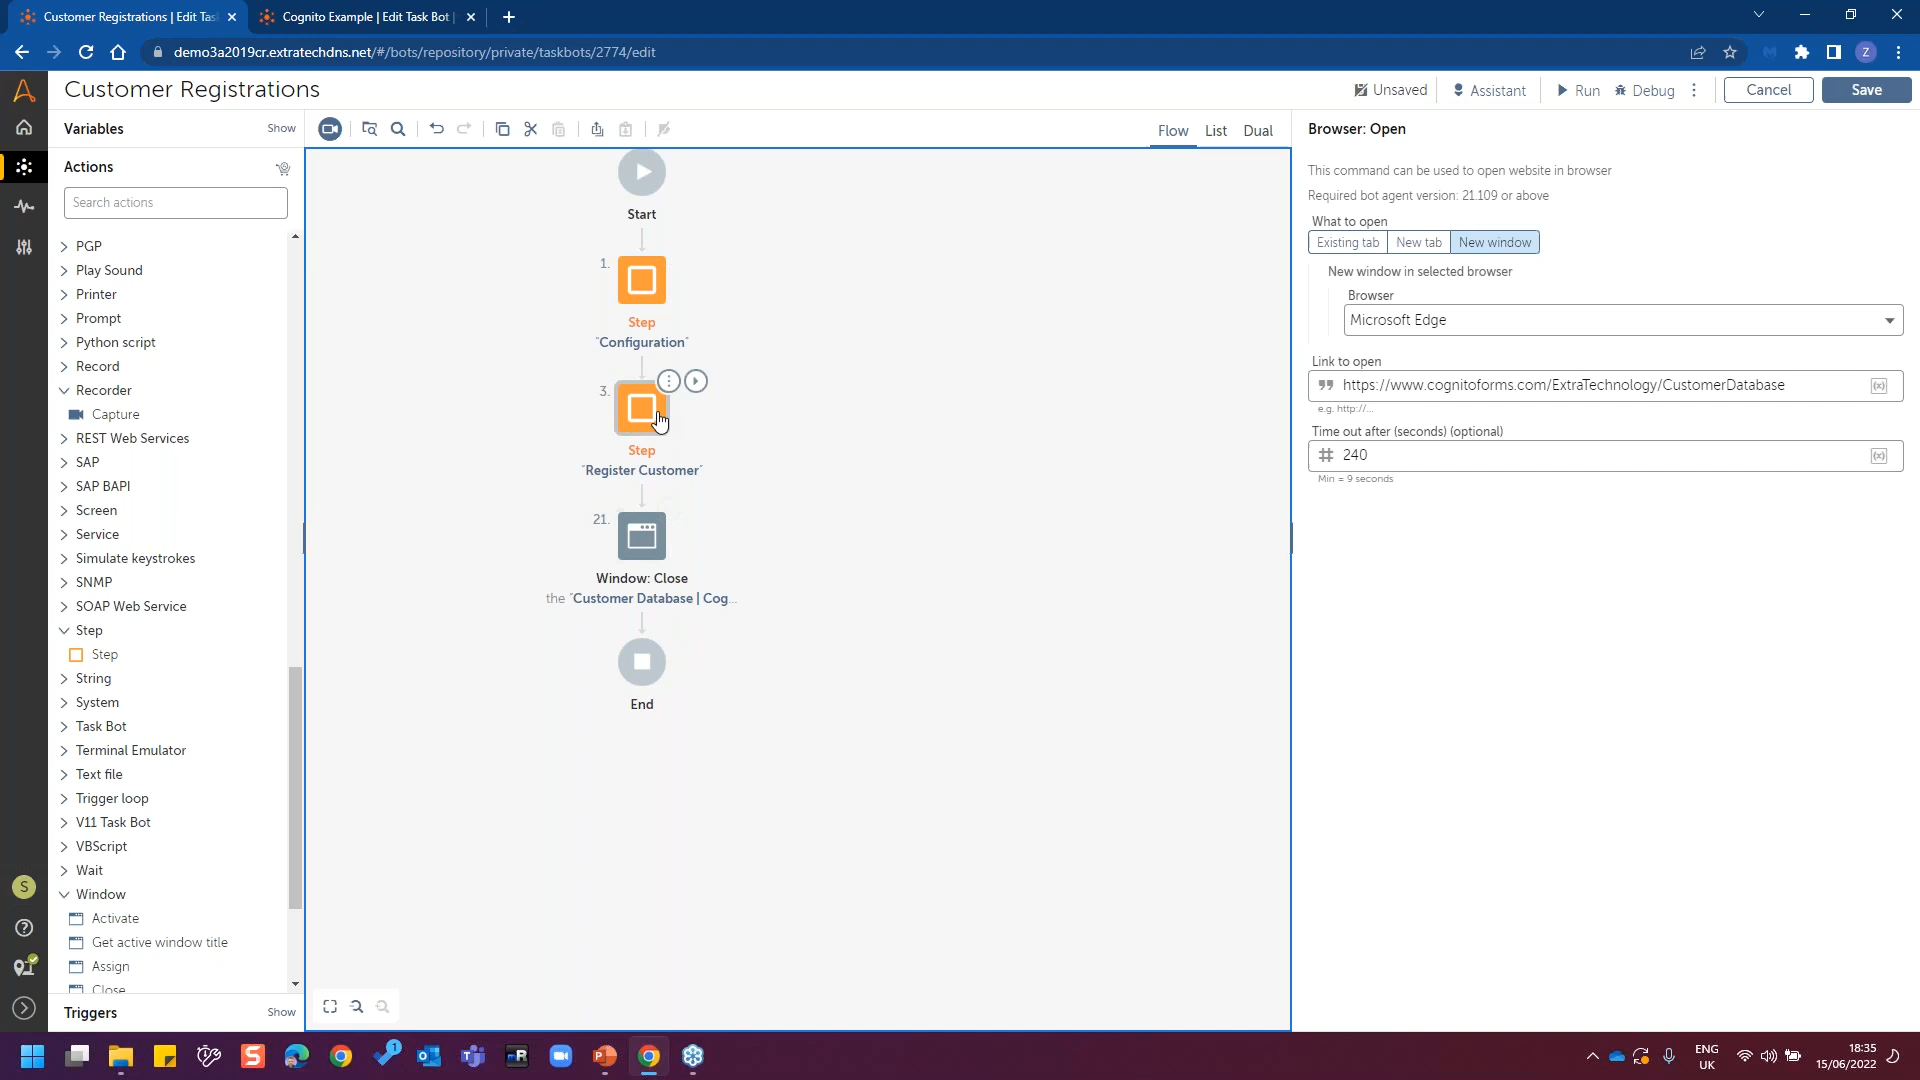 Customer Registrations | Edit Tas
Cognito Example | Edit Task Bot |
demo3a2019cr.extratechdns.net/#/bots/repository/private/taskbots/2774/edit
Z
Customer Registrations
Unsaved
Assistant
Run
Debug
Cancel
Save
Variables
Show
Flow
List
Dual
Browser: Open
Actions
Search actions
PGP
Play Sound
Printer
Prompt
Python script
Record
Recorder
Capture
REST Web Services
SAP
SAP BAPI
Screen
Service
Simulate keystrokes
SNMP
SOAP Web Service
Step
Step
String
System
Task Bot
Terminal Emulator
Text file
Trigger loop
V11 Task Bot
VBScript
Wait
Window
Activate
Get active window title
Assign
Close
Triggers
Show
S
Start
1.
Step
"Configuration"
3.
Step
"Register Customer"
21.
Window: Close
the "Customer Database | Cog...
End
This command can be used to open website in browser
Required bot agent version: 21.109 or above
What to open
Existing tab
New tab
New window
New window in selected browser
Browser
Microsoft Edge
Link to open
https://www.cognitoforms.com/ExtraTechnology/CustomerDatabase
(x)
e.g. http://...
Time out after (seconds) (optional)
# 240
(x)
Min = 9 seconds
1
ENG
UK
18:35
15/06/2022